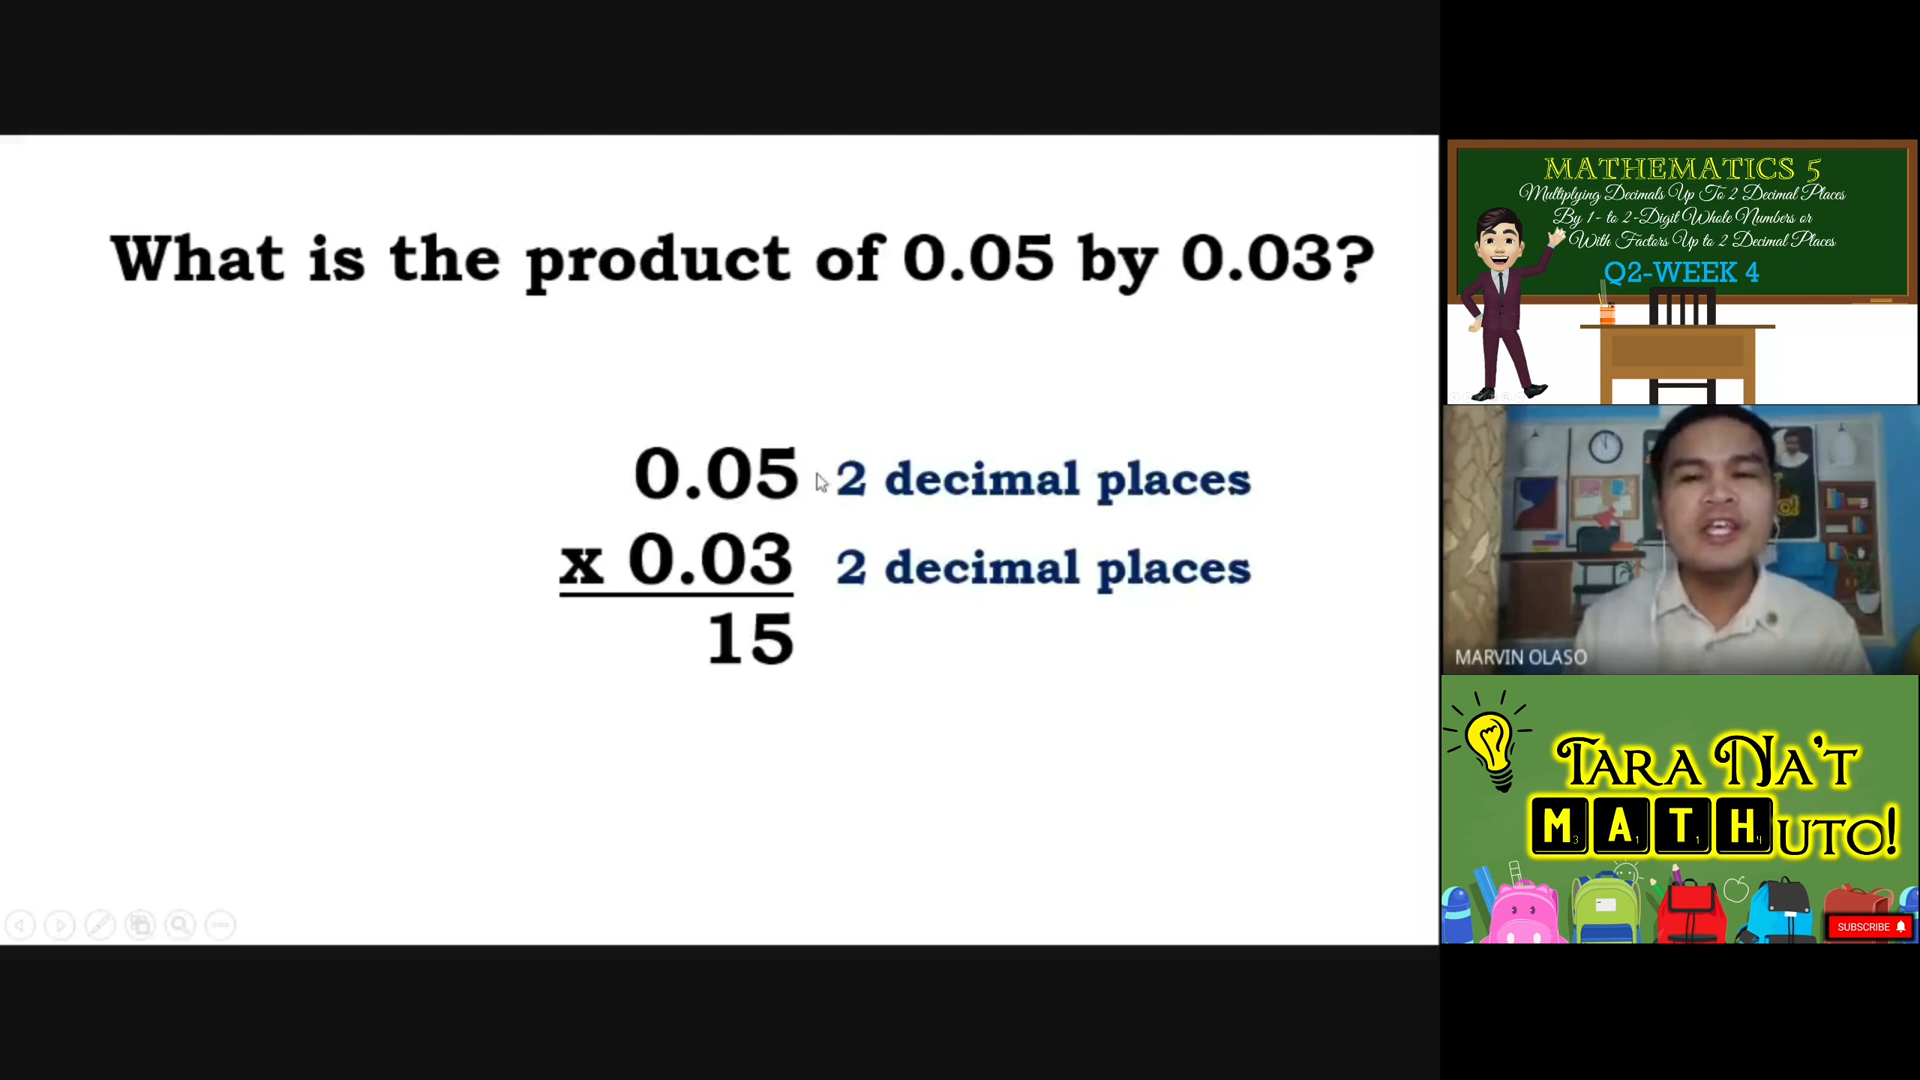 What is the product of 0.05 by 0.03?
0.05 2 decimal places
x 0.03 2 decimal places
15
MATHEMATICS 5
Multiplying Decimals Up To 2 Decimal Places
By 1- to 2-Digit Whole Numbers or
With Factors Up to 2 Decimal Places
Q2-WEEK 4
MARVIN OLASO
TARA NA'T
MATHUTO!
SUBSCRIBE